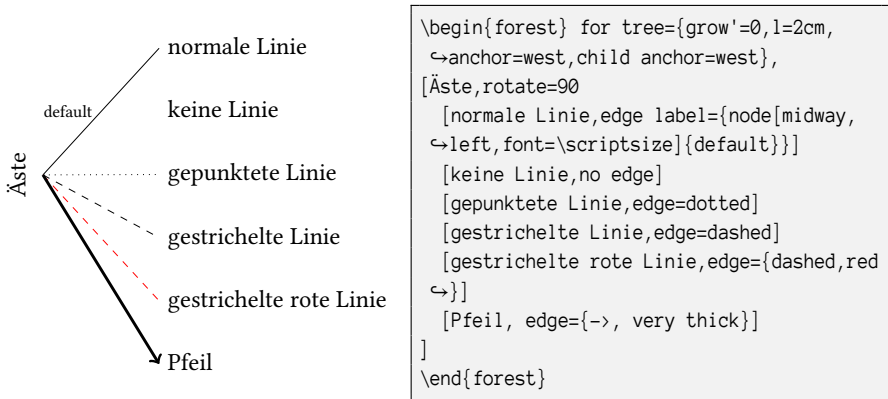 normale Linie
default
keine Linie
Äste
gepunktete Linie
gestrichelte Linie
gestrichelte rote Linie
Pfeil
\begin{forest} for tree={grow'=0,l=2cm,
↪anchor=west,child anchor=west},
[Äste,rotate=90
[normale Linie,edge label={node[midway,
↪left,font=\scriptsize]{default}}]
[keine Linie,no edge]
[gepunktete Linie,edge=dotted]
[gestrichelte Linie,edge=dashed]
[gestrichelte rote Linie,edge={dashed,red
↪}]
[Pfeil, edge={->, very thick}]
]
\end{forest}